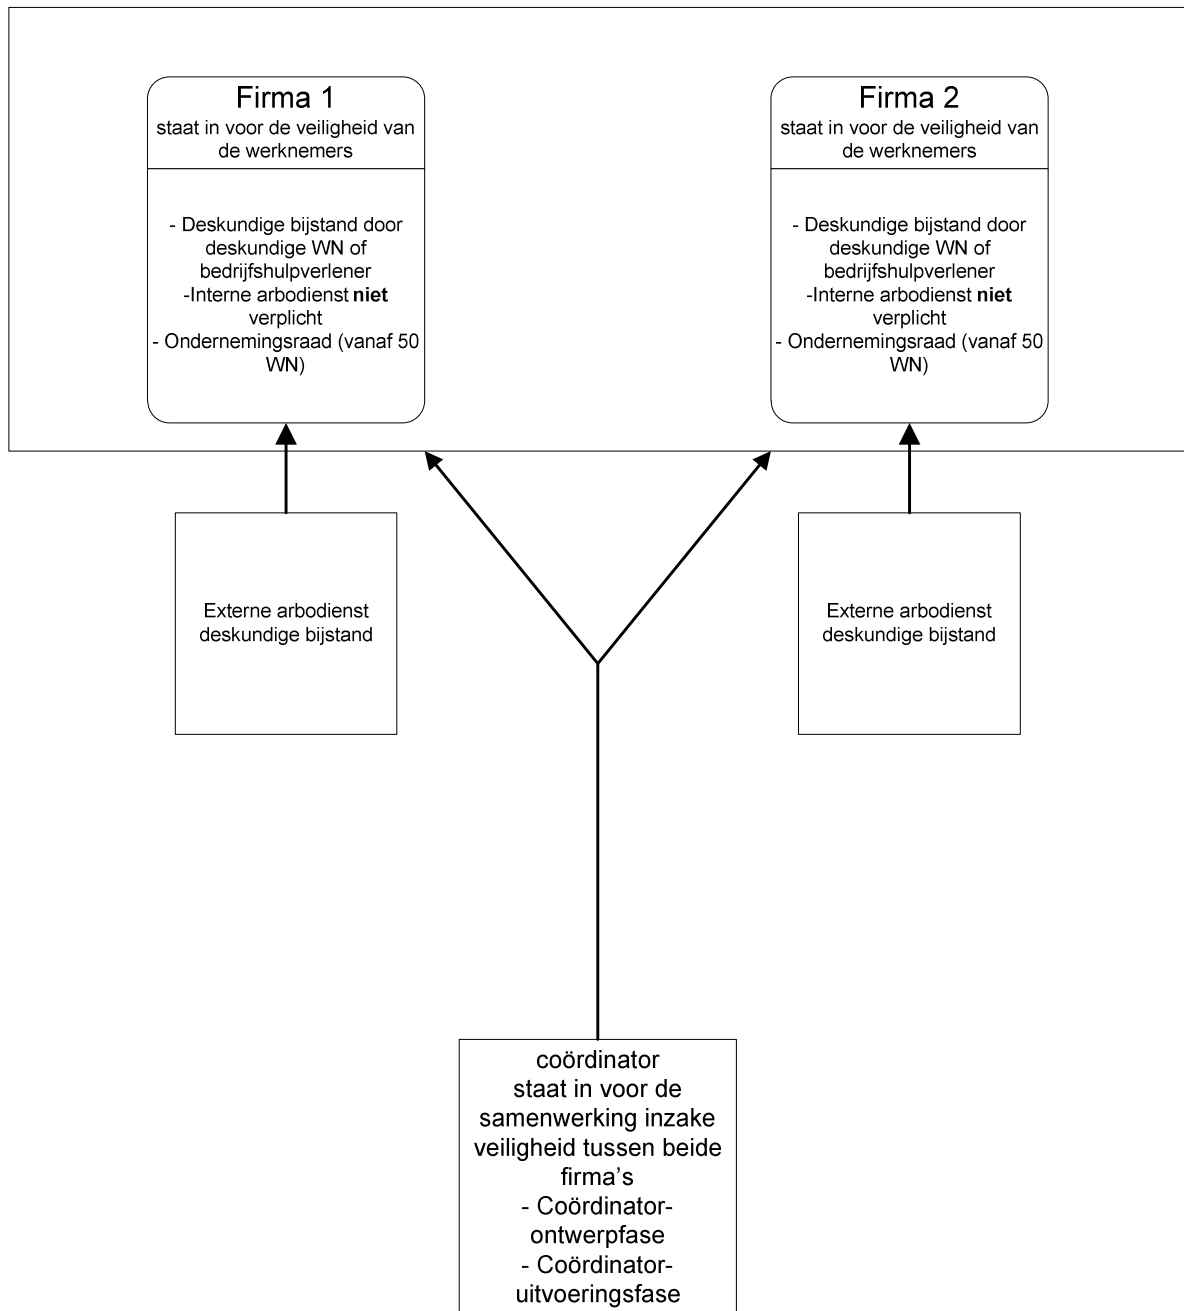 Firma 1
staat in voor de veiligheid van
de werknemers
- Deskundige bijstand door
deskundige WN of
bedrijfshulpverlener
-Interne arbodienst niet
verplicht
- Ondernemingsraad (vanaf 50
WN)
Firma 2
staat in voor de veiligheid van
de werknemers
- Deskundige bijstand door
deskundige WN of
bedrijfshulpverlener
-Interne arbodienst niet
verplicht
- Ondernemingsraad (vanaf 50
WN)
Externe arbodienst
deskundige bijstand
Externe arbodienst
deskundige bijstand
coördinator
staat in voor de
samenwerking inzake
veiligheid tussen beide
firma's
- Coördinator-
ontwerpfase
- Coördinator-
uitvoeringsfase